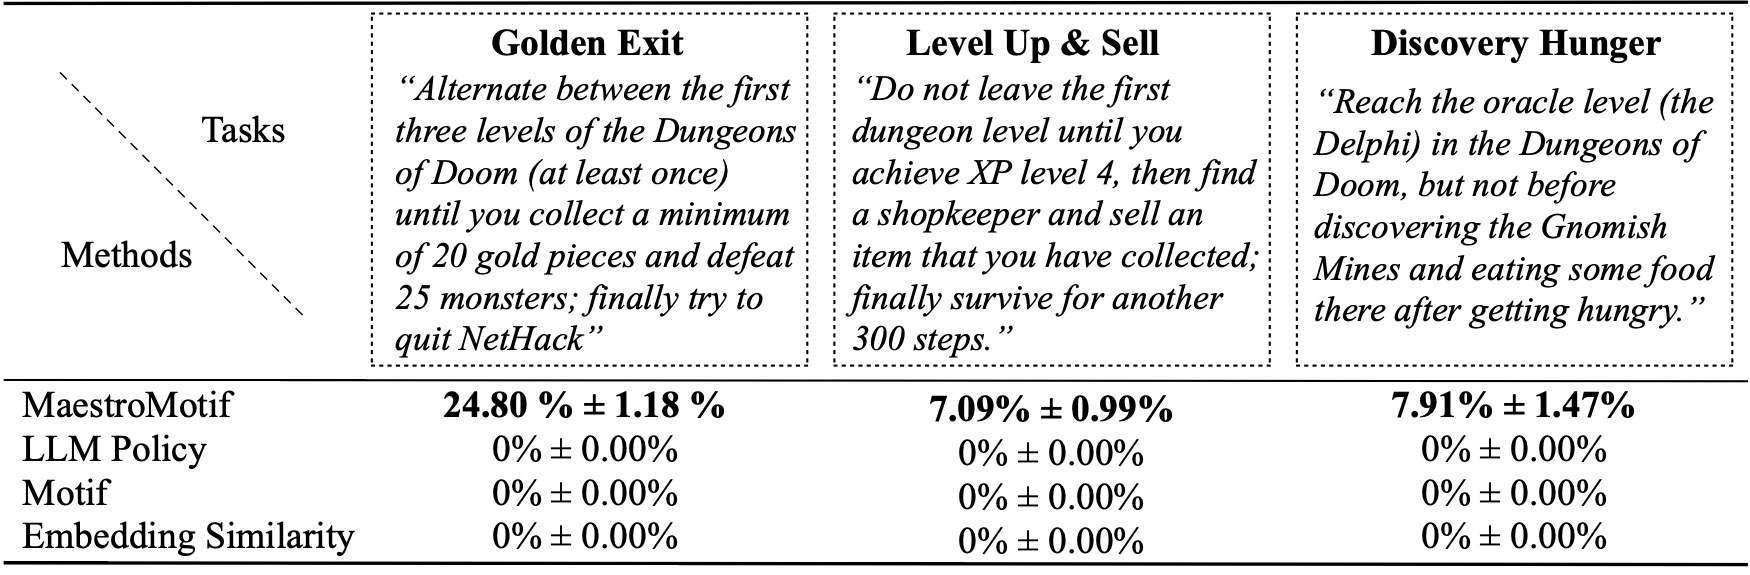 Tasks
Methods
Golden Exit
“Alternate between the first
three levels of the Dungeons
of Doom (at least once)
until you collect a minimum
of 20 gold pieces and defeat
25 monsters; finally try to
quit NetHack”
Level Up & Sell
“Do not leave the first
dungeon level until you
achieve XP level 4, then find
a shopkeeper and sell an
item that you have collected;
finally survive for another
300 steps.”
Discovery Hunger
“Reach the oracle level (the
Delphi) in the Dungeons of
Doom, but not before
discovering the Gnomish
Mines and eating some food
there after getting hungry.”
MaestroMotif 24.80 % ± 1.18 % 7.09% ± 0.99% 7.91% ± 1.47%
LLM Policy 0% ± 0.00% 0% ± 0.00% 0% ± 0.00%
Motif 0% ± 0.00% 0% ± 0.00% 0% ± 0.00%
Embedding Similarity 0% ± 0.00% 0% ± 0.00% 0% ± 0.00%